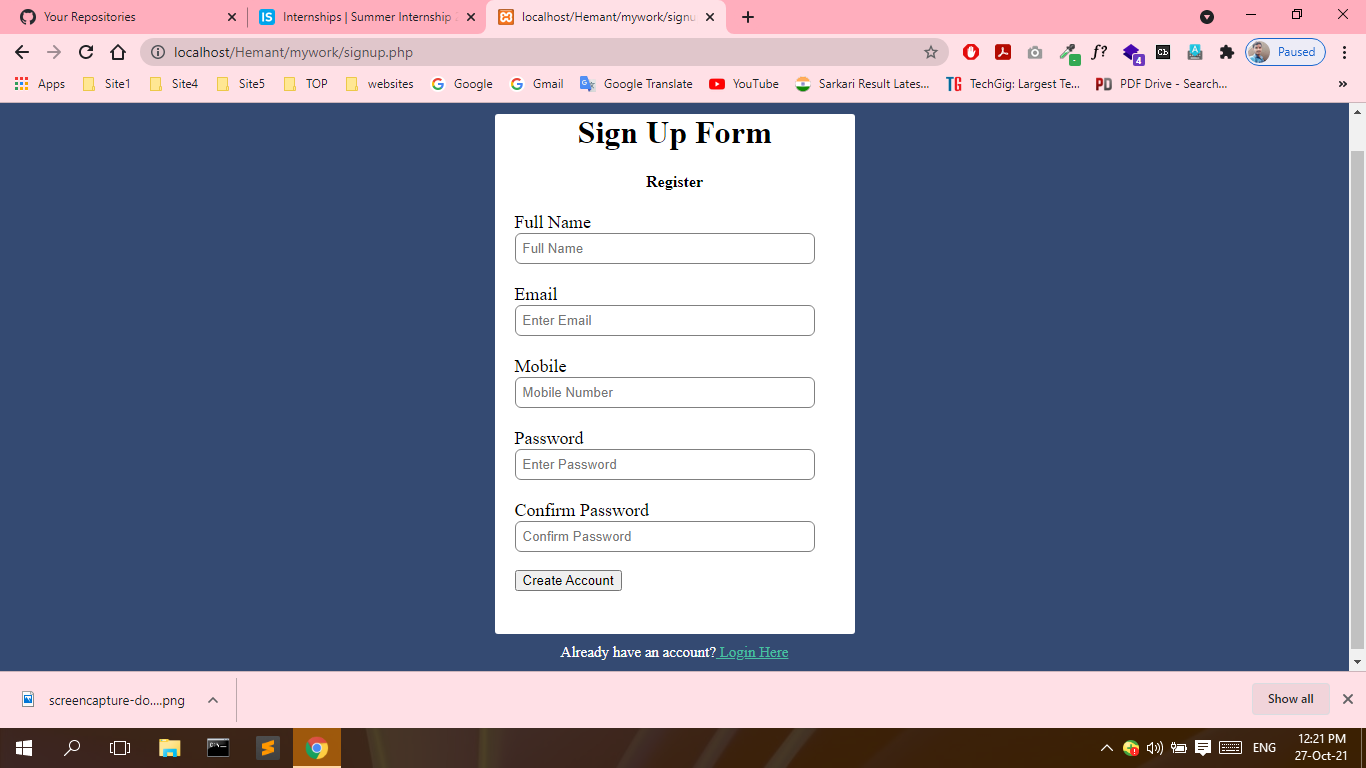 Your Repositories
Internships | Summer Internship
localhost/Hemant/mywork/signu
localhost/Hemant/mywork/signup.php
f?
4
Cb
Paused
Apps
Site1
Site4
Site5
TOP
websites
Google
Gmail
Google Translate
YouTube
Sarkari Result Lates...
TG
TechGig: Largest Te...
PD
PDF Drive - Search...
»
Sign Up Form
Register
Full Name
Full Name
Email
Enter Email
Mobile
Mobile Number
Password
Enter Password
Confirm Password
Confirm Password
Create Account
Already have an account? Login Here
screencapture-do....png
Show all
ENG
12:21 PM
27-Oct-21